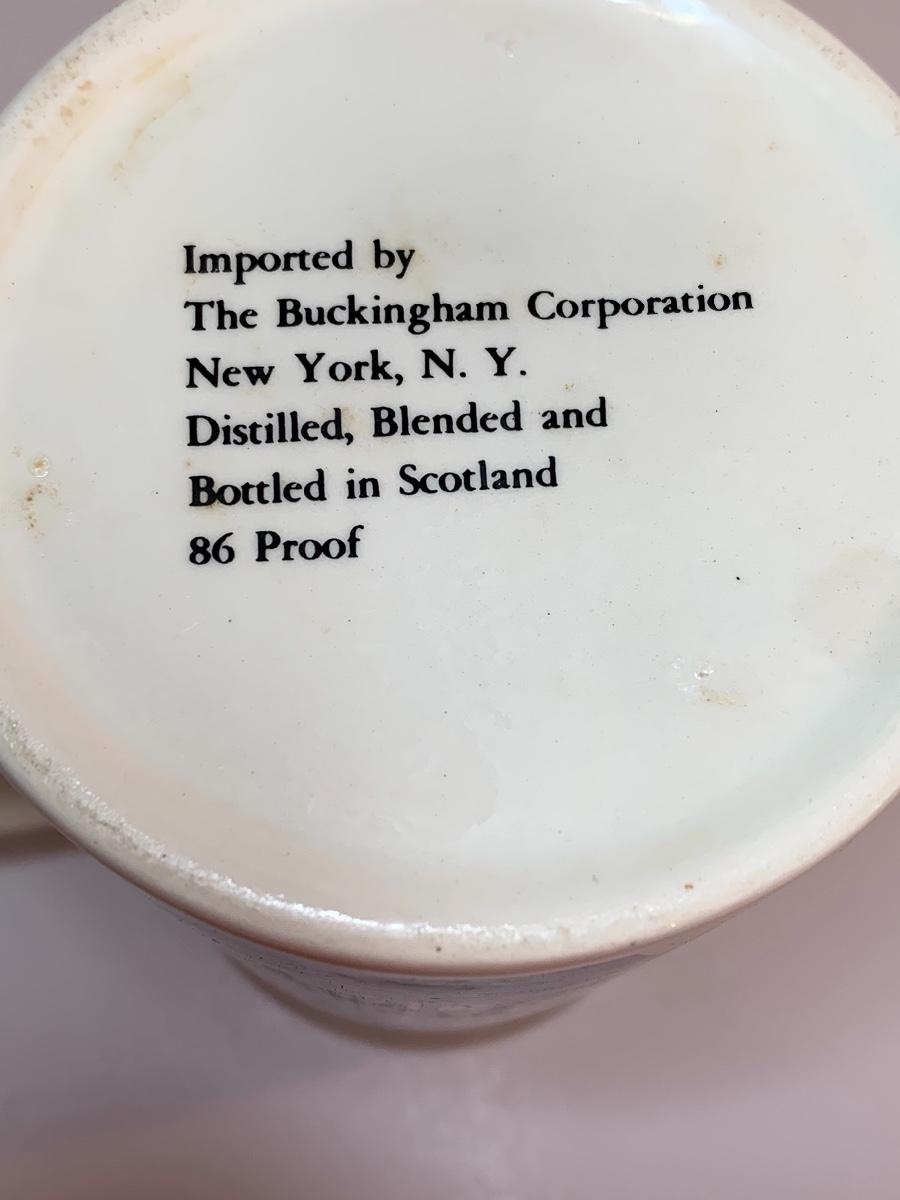 Imported by
The Buckingham Corporation
New York, N. Y.
Distilled, Blended and
Bottled in Scotland
86 Proof